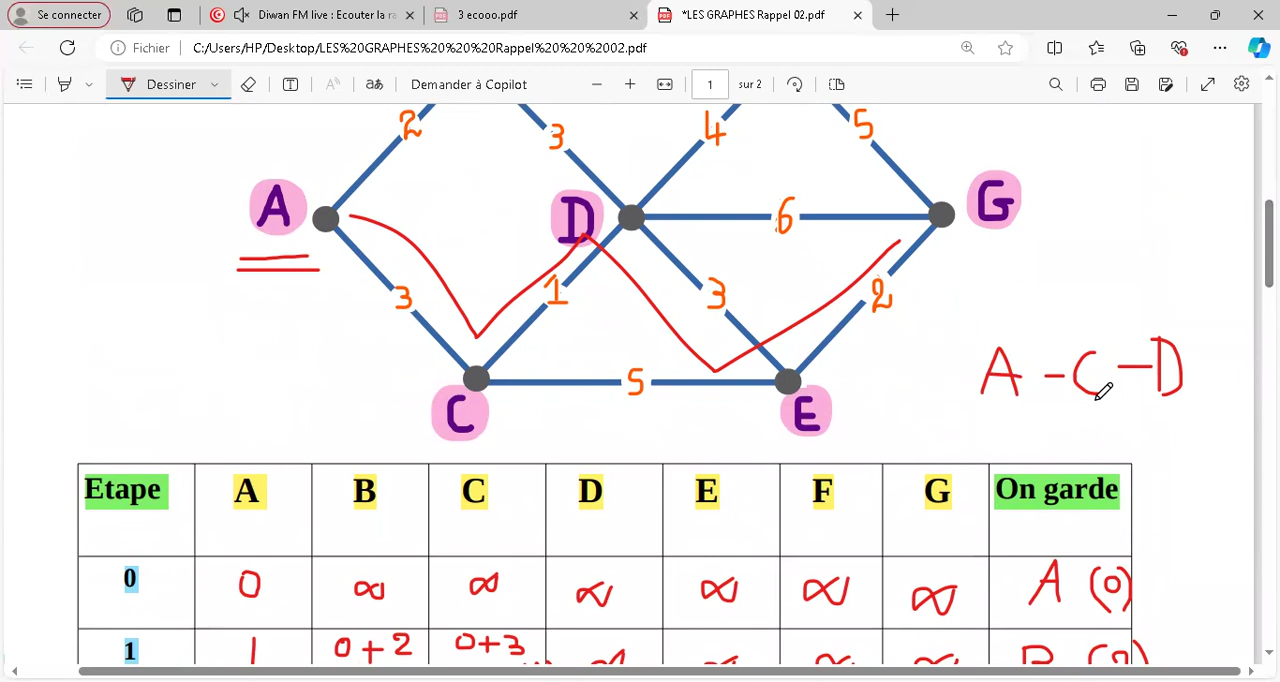 Se connecter
Diwan FM live : Ecouter la r
3 ecooo.pdf
*LES GRAPHES Rappel 02.pdf
Fichier
C:/Users/HP/Desktop/LES%20GRAPHES%20%20%20Rappel%20%20%2002.pdf
Dessiner
aあ
Demander à Copilot
1
sur 2
2
3
4
5
A
D
6
G
3
1
3
2
A - C - D
5
C
E
Etape A B C D E F G On garde
0 0 ∞ ∞ ∞ ∞ ∞ ∞ A (0)
1 0+2 0+3